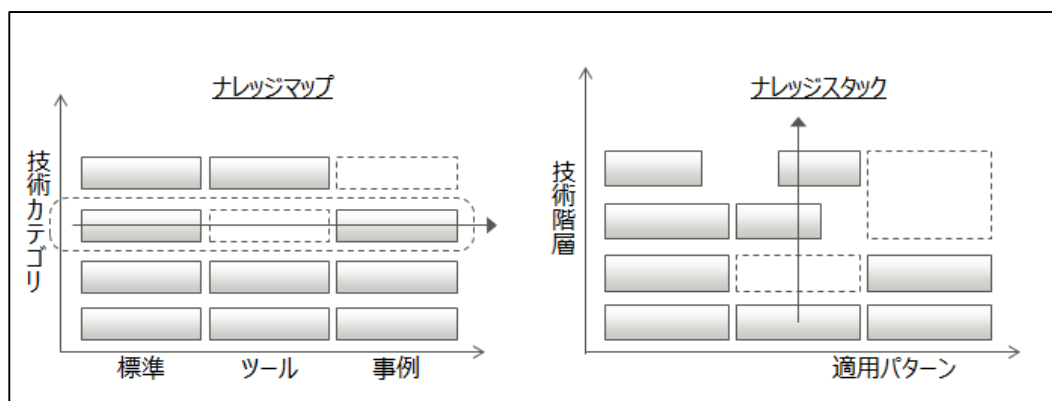 ナレッジマップ
技術カテゴリ
標準
ツール
事例
ナレッジスタック
技術階層
適用パターン